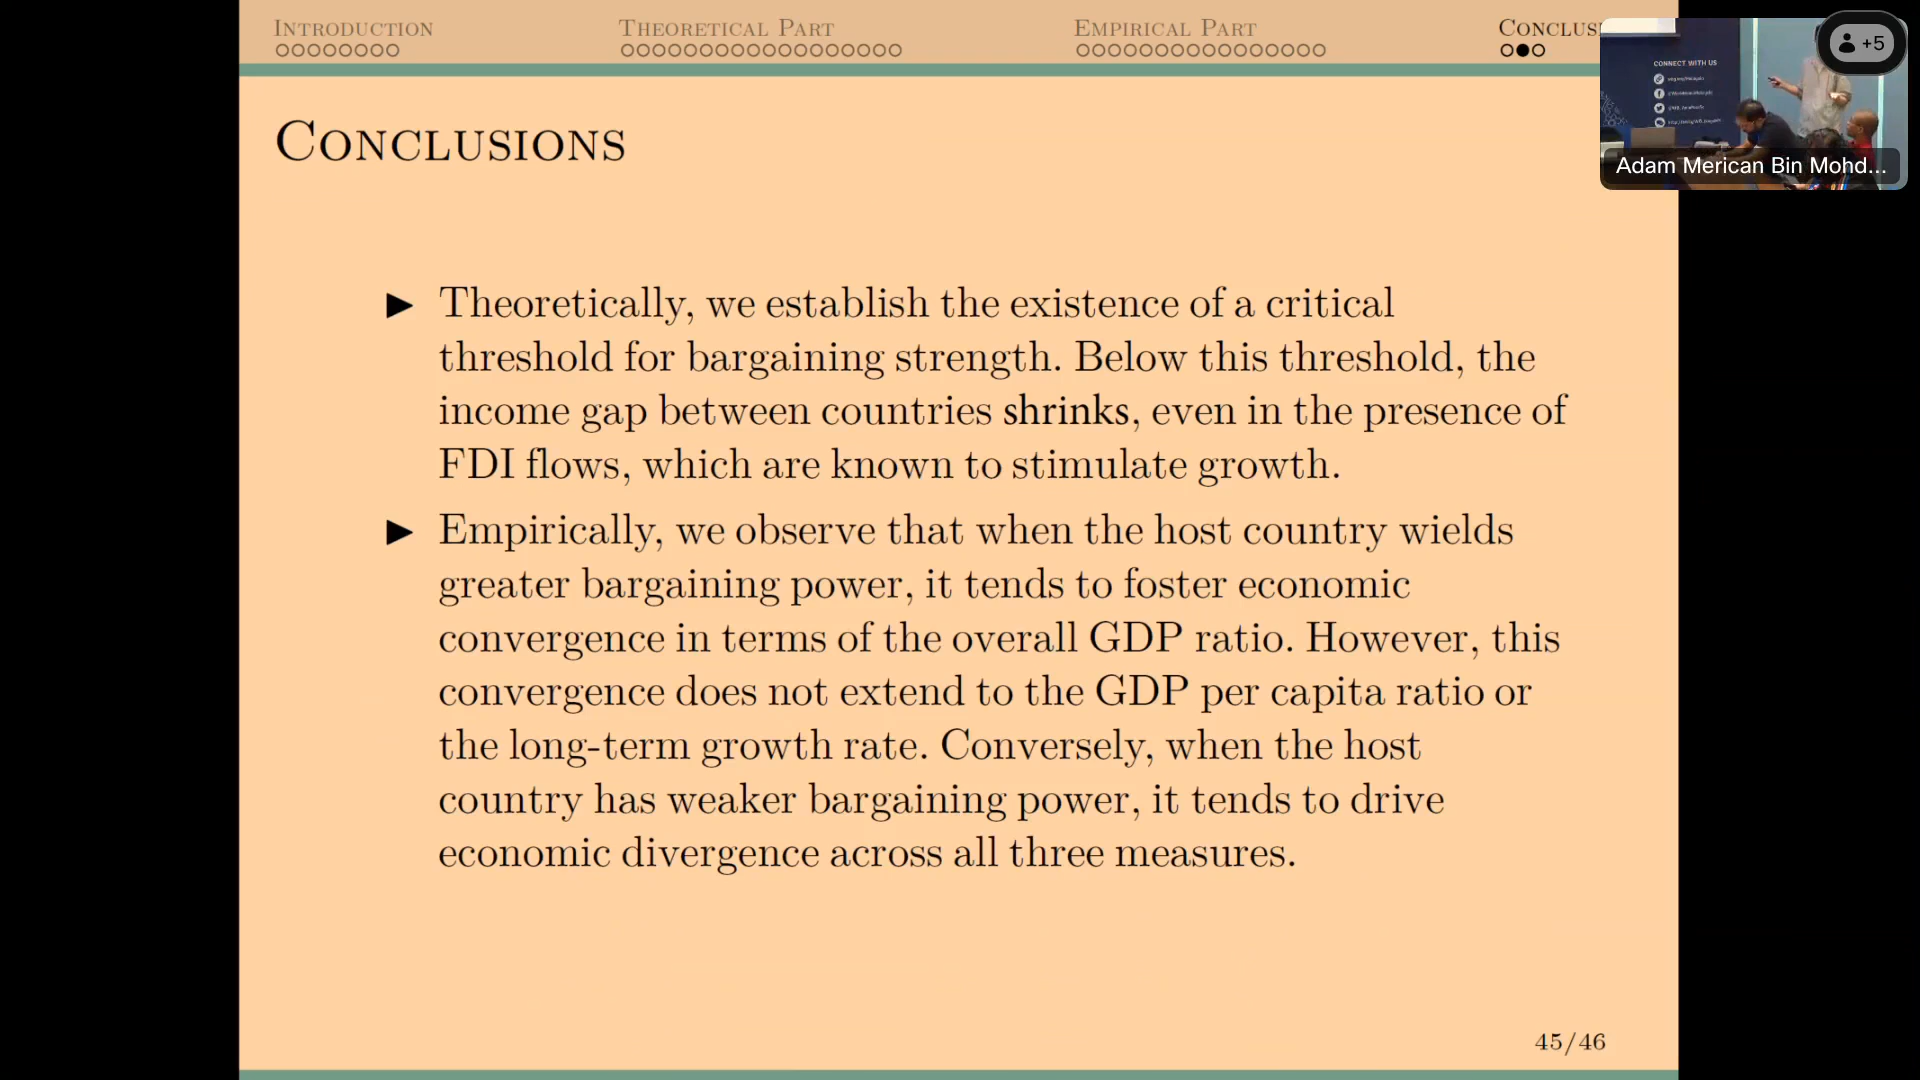 INTRODUCTION
THEORETICAL PART
EMPIRICAL PART
CONCLUS
CONNECT WITH US
+5
Adam Merican Bin Mohd...
CONCLUSIONS
Theoretically, we establish the existence of a critical
threshold for bargaining strength. Below this threshold, the
income gap between countries shrinks, even in the presence of
FDI flows, which are known to stimulate growth.
Empirically, we observe that when the host country wields
greater bargaining power, it tends to foster economic
convergence in terms of the overall GDP ratio. However, this
convergence does not extend to the GDP per capita ratio or
the long-term growth rate. Conversely, when the host
country has weaker bargaining power, it tends to drive
economic divergence across all three measures.
45/46